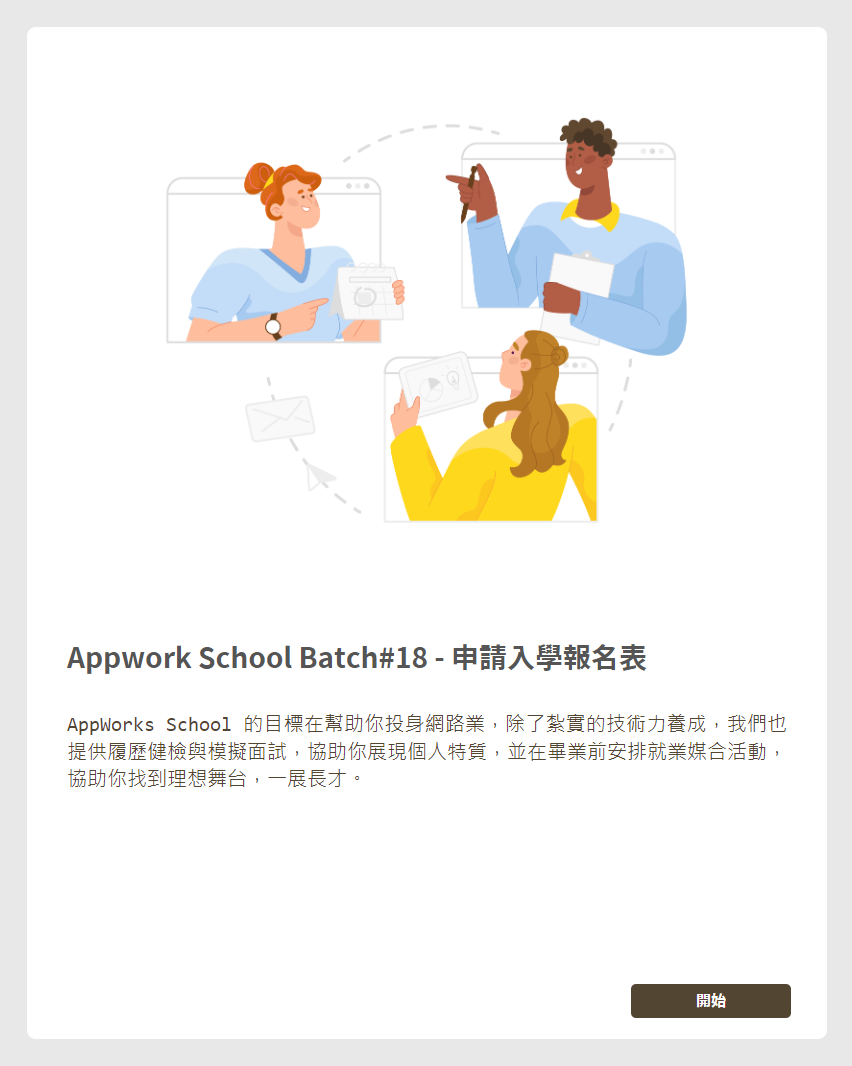 Appwork School Batch#18 - 申請入學報名表
AppWorks School 的目標在幫助你投身網路業，除了紮實的技術力養成，我們也
提供履歷健檢與模擬面試，協助你展現個人特質，並在畢業前安排就業媒合活動，
協助你找到理想舞台，一展長才。
開始